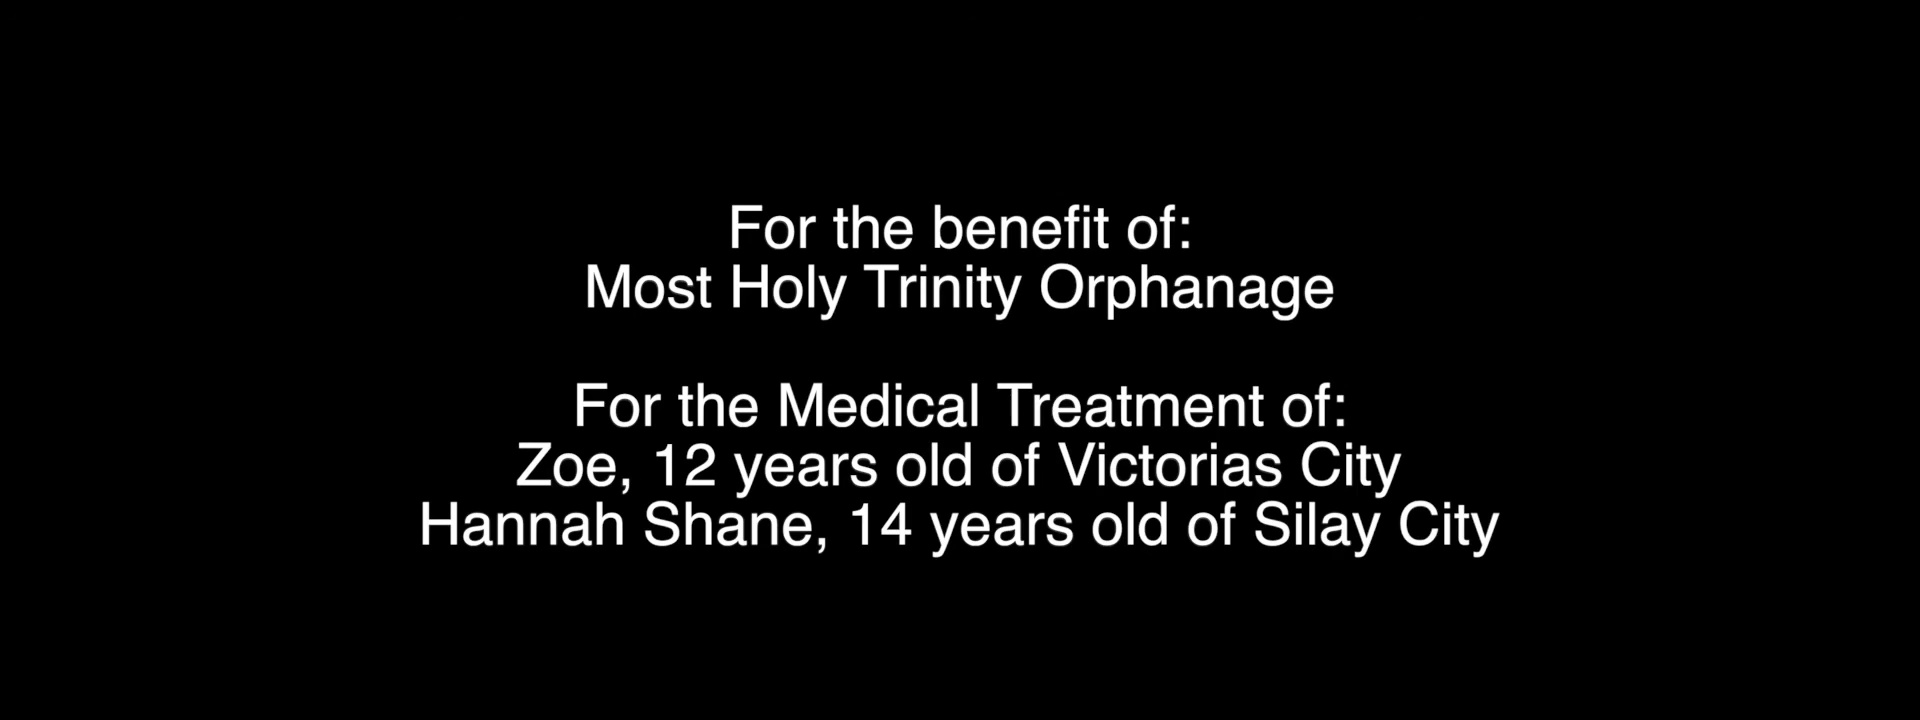 For the benefit of:
Most Holy Trinity Orphanage
For the Medical Treatment of:
Zoe, 12 years old of Victorias City
Hannah Shane, 14 years old of Silay City